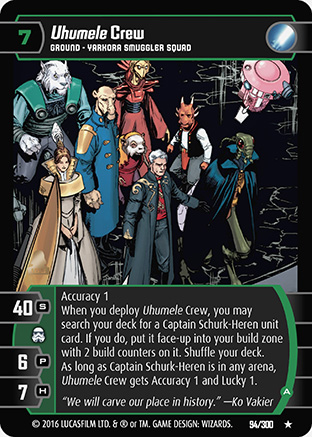 7
Uhumele Crew
GROUND - YARKORA SMUGGLER SQUAD
40 S
6 P
7 H
Accuracy 1
When you deploy Uhumele Crew, you may
search your deck for a Captain Schurk-Heren unit
card. If you do, put it face-up into your build zone
with 2 build counters on it. Shuffle your deck.
As long as Captain Schurk-Heren is in any arena,
Uhumele Crew gets Accuracy 1 and Lucky 1.
A
“We will carve our place in history.” —Ko Vakier
© 2016 LUCASFILM LTD. & ® or TM. GAME DESIGN: WIZARDS. 94/300 ★